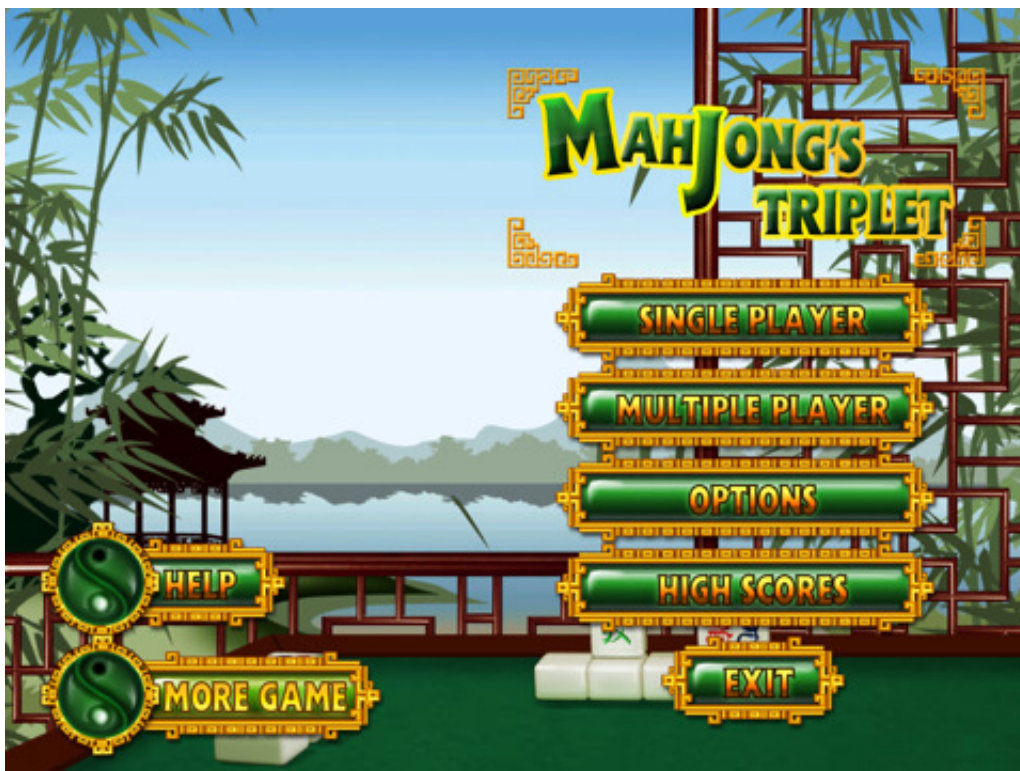 MAHJONG'S
TRIPLET
SINGLE PLAYER
MULTIPLE PLAYER
OPTIONS
HIGH SCORES
EXIT
HELP
MORE GAME